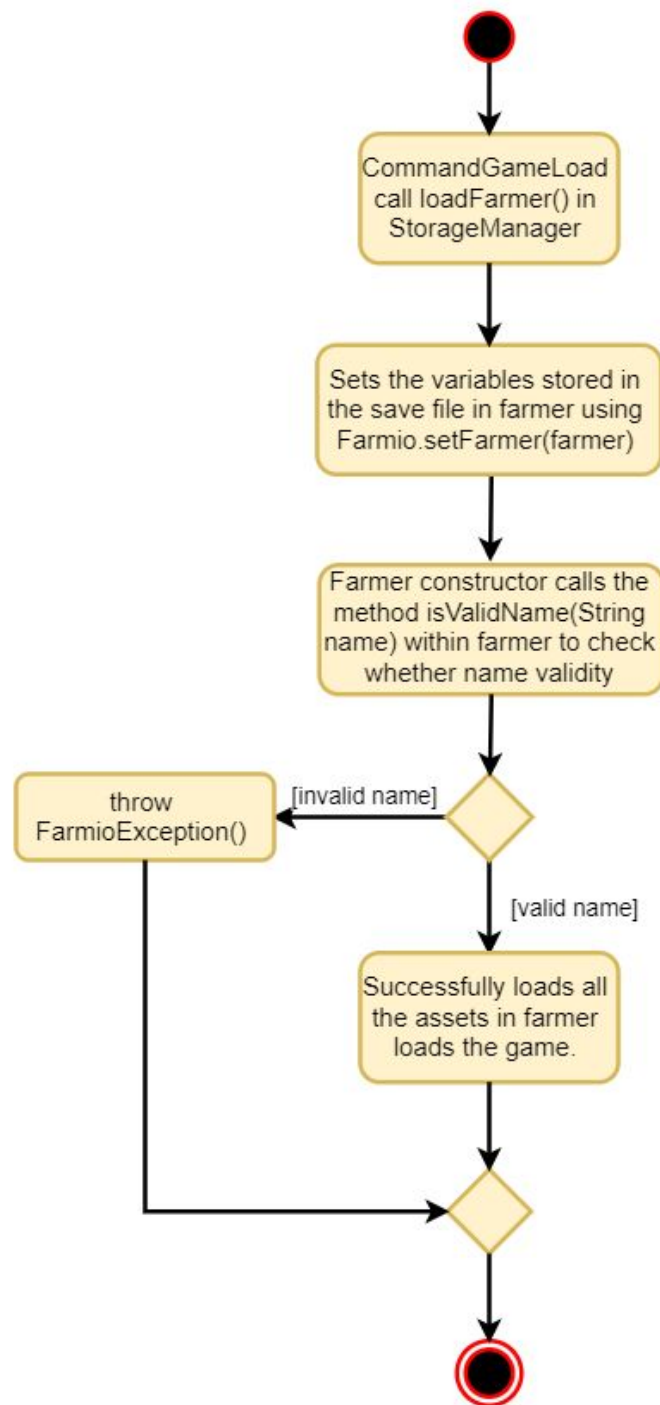 CommandGameLoad
call loadFarmer() in
StorageManager
Sets the variables stored in
the save file in farmer using
Farmio.setFarmer(farmer)
Farmer constructor calls the
method isValidName(String
name) within farmer to check
whether name validity
[invalid name]
throw
FarmioException()
[valid name]
Successfully loads all
the assets in farmer
loads the game.